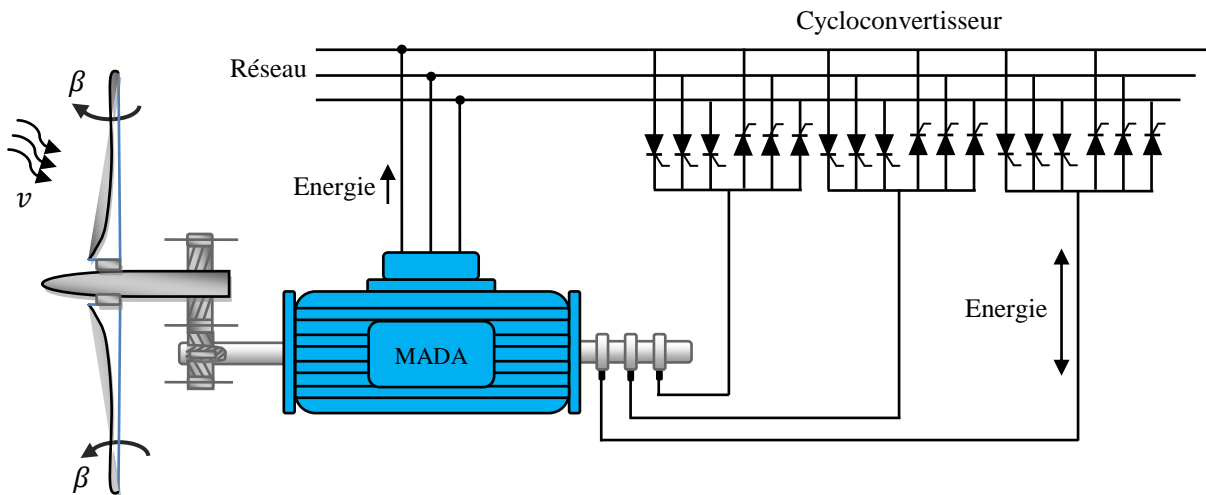 Cycloconvertisseur
Réseau
β
v
Energie
Energie
MADA
β